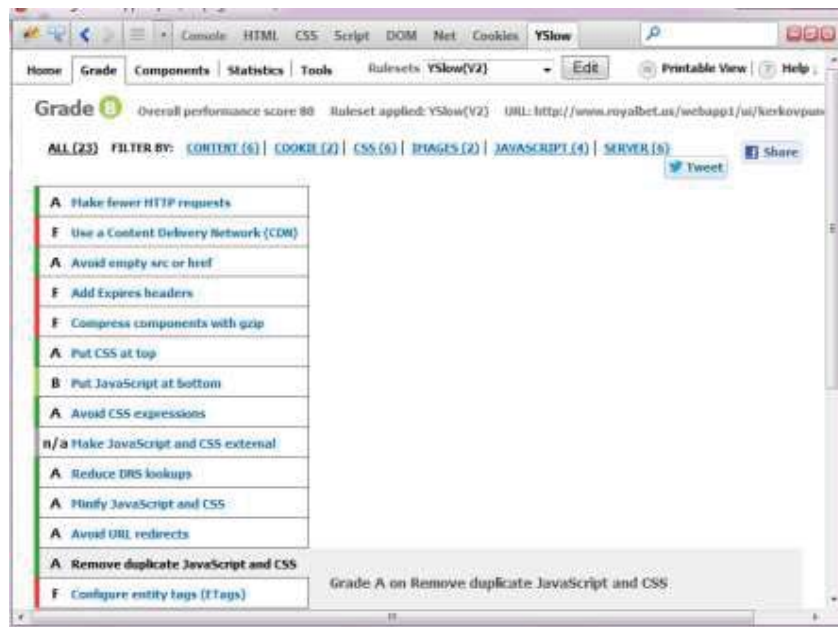 Console HTML CSS Script DOM Net Cookies YSlow
Home Grade Components Statistics Tools Rulesets YSlow(V2) Edit Printable View Help
Grade B Overall performance score 80 Ruleset applied: YSlow(V2) URL: http://www.royalbet.us/webapp1/ui/kerkovpun
ALL (23) FILTER BY: CONTENT (6) | COOKIE (2) | CSS (6) | IMAGES (2) | JAVASCRIPT (4) | SERVER (6)
Tweet
Share
A Make fewer HTTP requests
F Use a Content Delivery Network (CDN)
A Avoid empty src or href
F Add Expires headers
F Compress components with gzip
A Put CSS at top
B Put JavaScript at bottom
A Avoid CSS expressions
n/a Make JavaScript and CSS external
A Reduce DNS lookups
A Minify JavaScript and CSS
A Avoid URL redirects
A Remove duplicate JavaScript and CSS
Grade A on Remove duplicate JavaScript and CSS
F Configure entity tags (ETags)